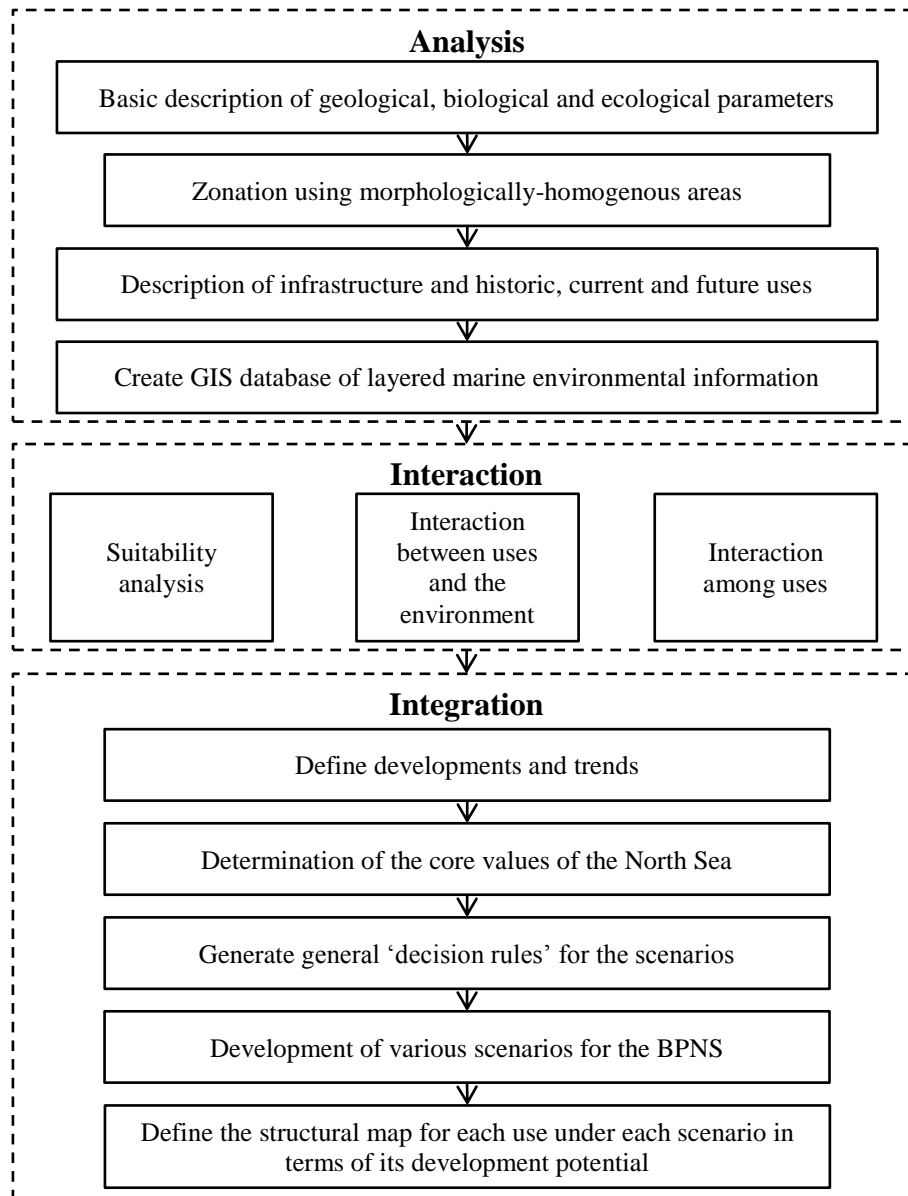 Analysis
Basic description of geological, biological and ecological parameters
Zonation using morphologically-homogenous areas
Description of infrastructure and historic, current and future uses
Create GIS database of layered marine environmental information
Interaction
Suitability
analysis
Interaction
between uses
and the
environment
Interaction
among uses
Integration
Define developments and trends
Determination of the core values of the North Sea
Generate general ‘decision rules’ for the scenarios
Development of various scenarios for the BPNS
Define the structural map for each use under each scenario in
terms of its development potential